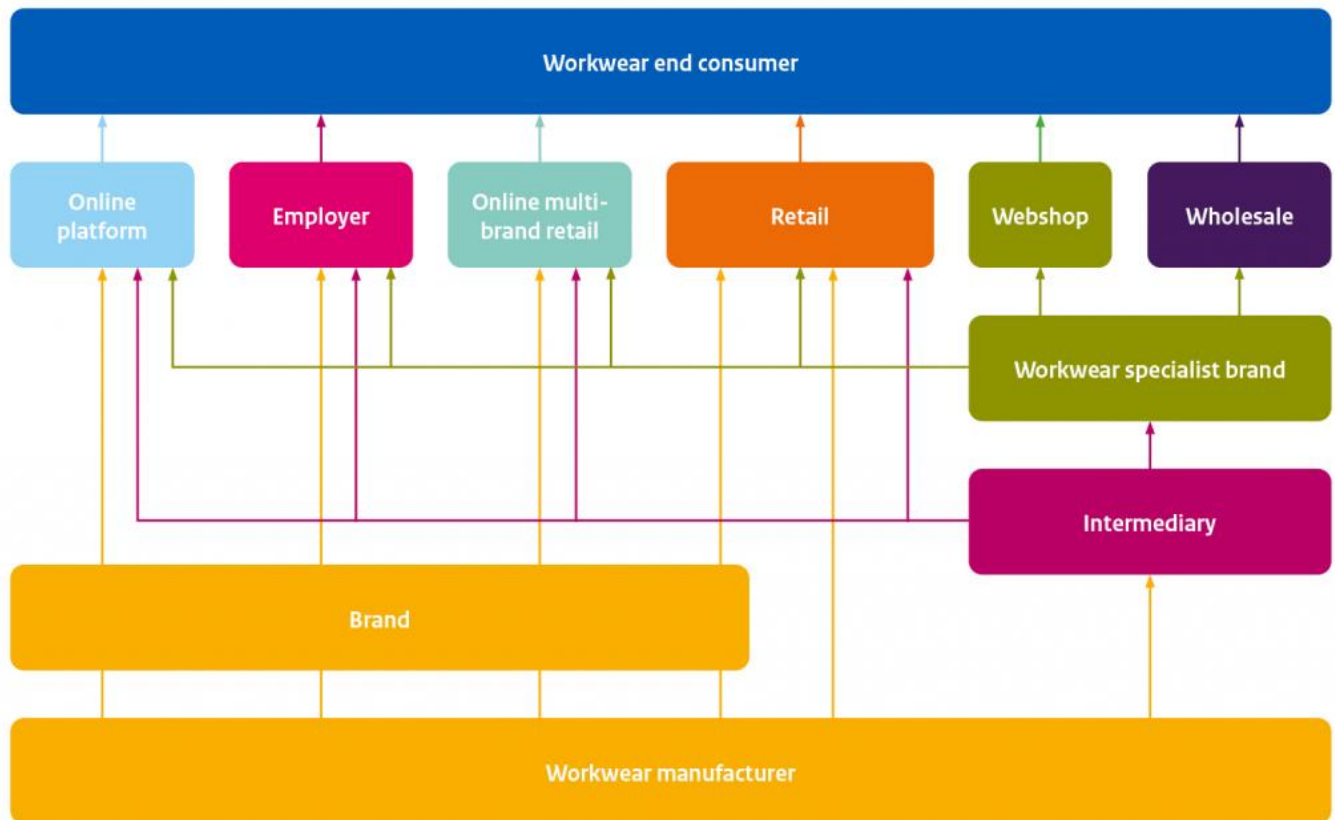 Workwear end consumer
Online
platform
Employer
Online multi-
brand retail
Retail
Webshop
Wholesale
Workwear specialist brand
Intermediary
Brand
Workwear manufacturer